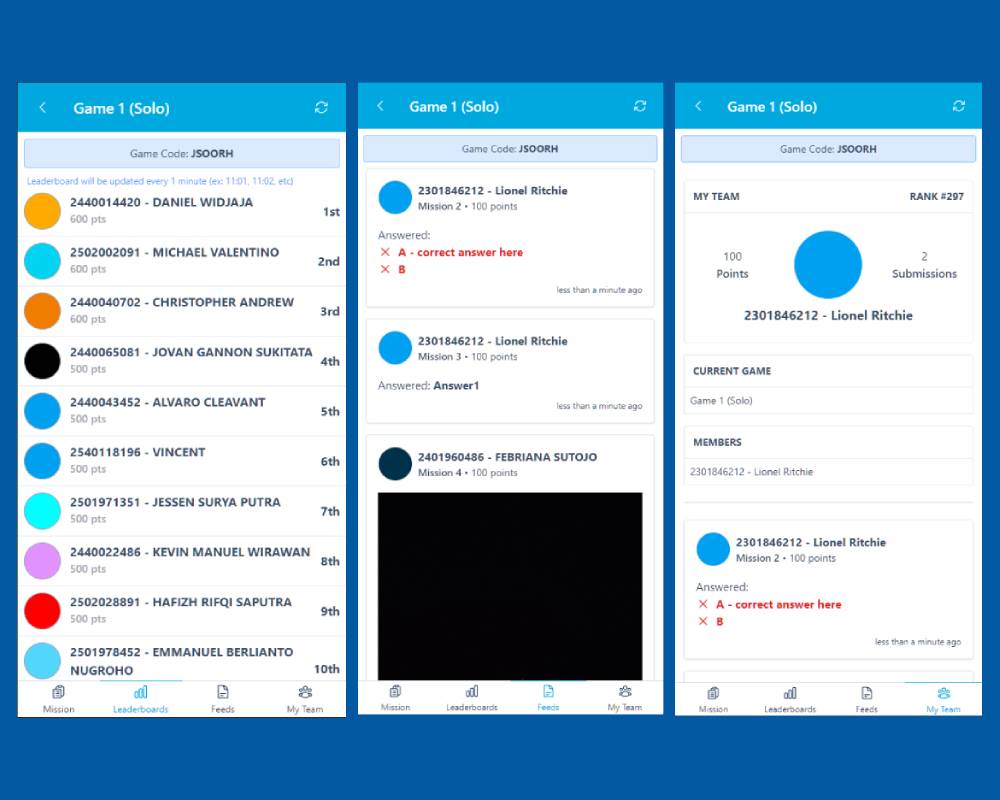 Game 1 (Solo)
Game Code: JSOORH
Leaderboard will be updated every 1 minute (ex: 11:01, 11:02, etc)
2440014420 - DANIEL WIDJAJA
600 pts
1st
2502002091 - MICHAEL VALENTINO
600 pts
2nd
2440040702 - CHRISTOPHER ANDREW
600 pts
3rd
2440065081 - JOVAN GANNON SUKITATA
500 pts
4th
2440043452 - ALVARO CLEAVANT
500 pts
5th
2540118196 - VINCENT
500 pts
6th
2501971351 - JESSEN SURYA PUTRA
500 pts
7th
2440022486 - KEVIN MANUEL WIRAWAN
500 pts
8th
2502028891 - HAFIZH RIFQI SAPUTRA
500 pts
9th
2501978452 - EMMANUEL BERLIANTO
NUGROHO
10th
Mission
Leaderboards
Feeds
My Team
Game 1 (Solo)
Game Code: JSOORH
2301846212 - Lionel Ritchie
Mission 2 • 100 points
Answered:
A - correct answer here
B
less than a minute ago
2301846212 - Lionel Ritchie
Mission 3 • 100 points
Answered: Answer1
less than a minute ago
2401960486 - FEBRIANA SUTOJO
Mission 4 • 100 points
Mission
Leaderboards
Feeds
My Team
Game 1 (Solo)
Game Code: JSOORH
MY TEAM
RANK #297
100
Points
2
Submissions
2301846212 - Lionel Ritchie
CURRENT GAME
Game 1 (Solo)
MEMBERS
2301846212 - Lionel Ritchie
2301846212 - Lionel Ritchie
Mission 2 • 100 points
Answered:
A - correct answer here
B
less than a minute ago
Mission
Leaderboards
Feeds
My Team